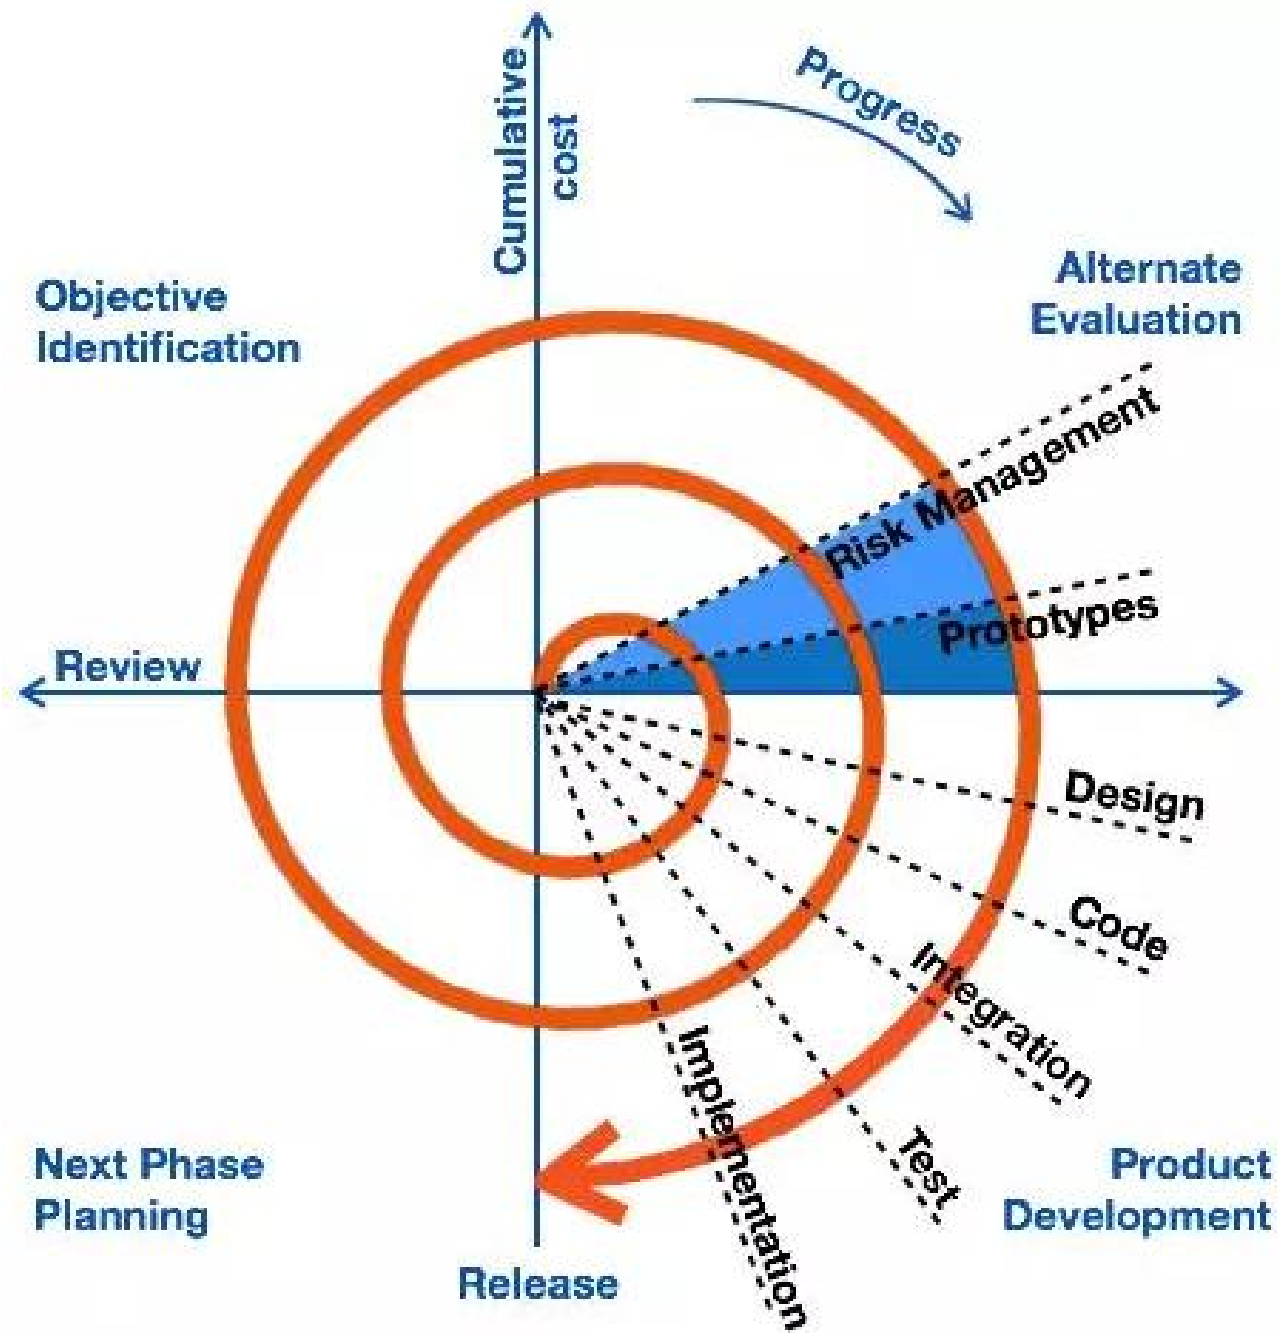 Cumulative
cost
Progress
Objective
Identification
Alternate
Evaluation
Risk Management
Prototypes
Review
Design
Code
Integration
Test
Implementation
Next Phase
Planning
Product
Development
Release